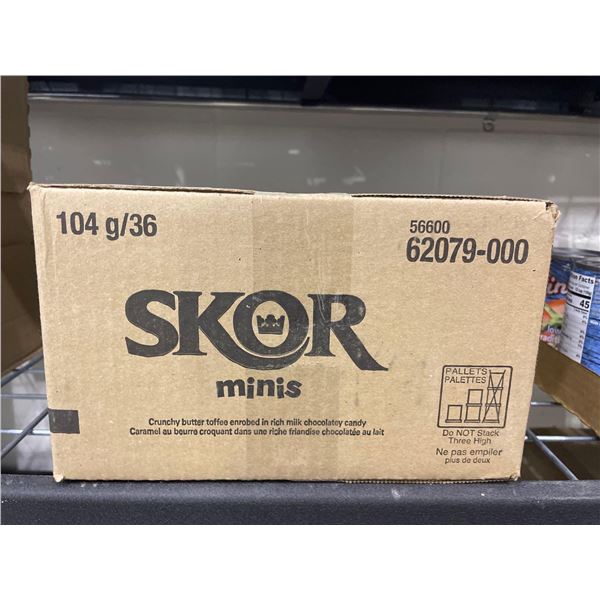 104 g/36
56600
62079-000
SKOR
minis
Crunchy butter toffee enrobed in rich milk chocolatey candy
Caramel au beurre croquant dans une riche friandise chocolatée au lait
PALLETS
PALETTES
Do NOT Stack
Three High
Ne pas empiler
plus de deux
45